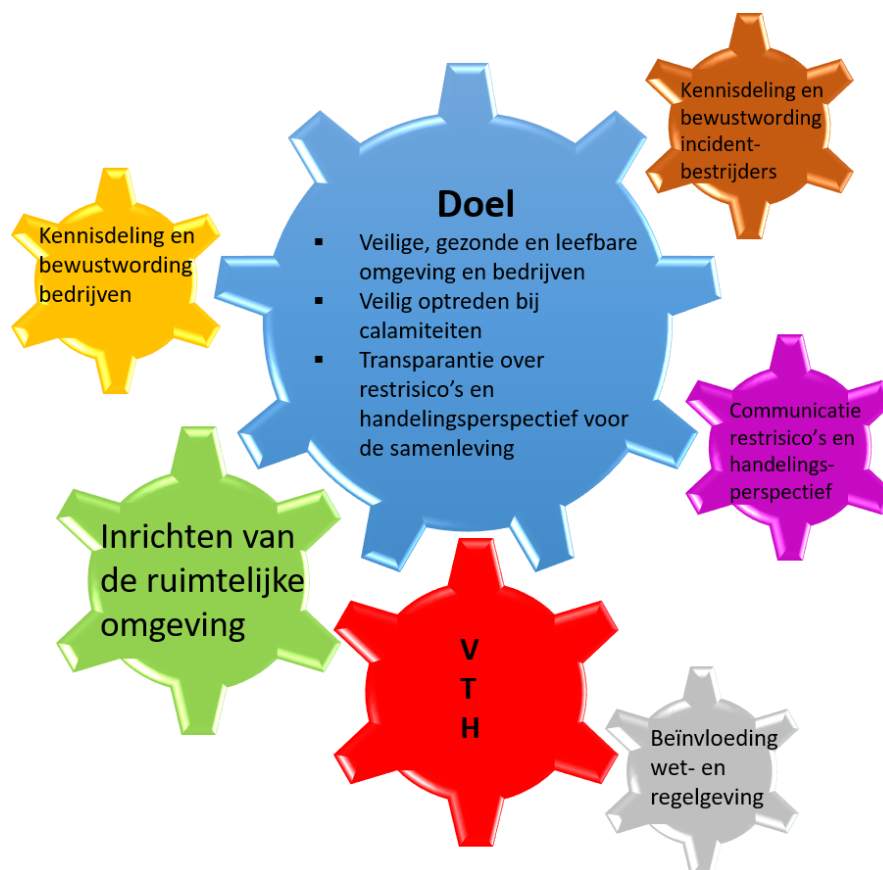 Doel
▪ Veilige, gezonde en leefbare
omgeving en bedrijven
▪ Veilig optreden bij
calamiteiten
▪ Transparantie over
restrisico’s en
handelingsperspectief voor
de samenleving
Kennisdeling en
bewustwording
incident-
bestrijders
Kennisdeling en
bewustwording
bedrijven
Communicatie
restrisico’s en
handelings-
perspectief
Inrichten van
de ruimtelijke
omgeving
V
T
H
Beïnvloeding
wet- en
regelgeving